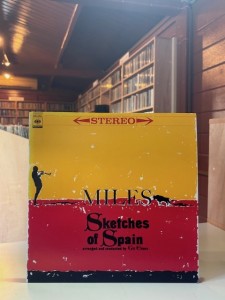 STEREO
MILES
Sketches
of Spain
arranged and conducted by Gil Evans